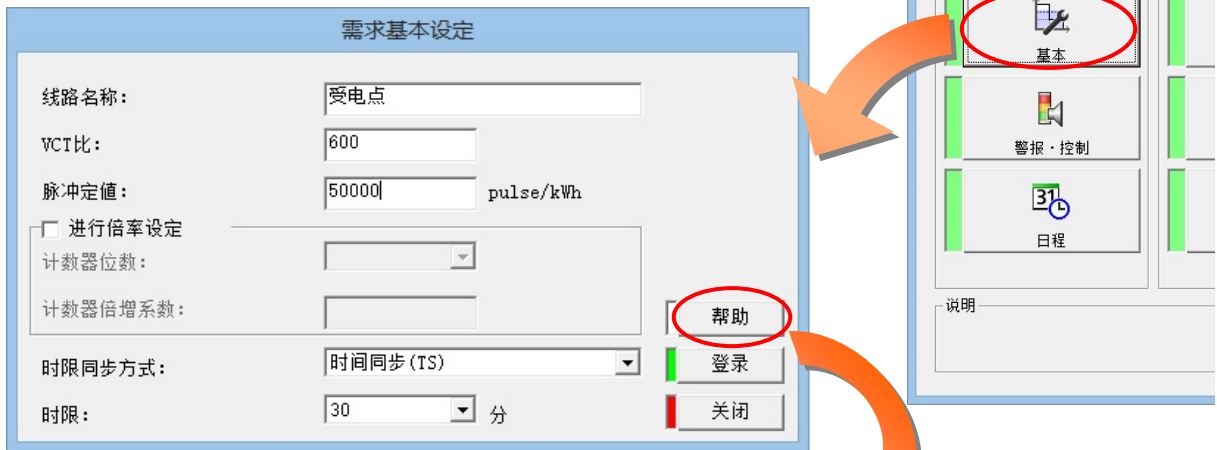 需求基本设定
线路名称：
受电点
VCT比：
600
脉冲定值：
50000
pulse/kWh
进行倍率设定
计数器位数：
计数器倍增系数：
时限同步方式：
时间同步(TS)
时限：
30
分
帮助
登录
关闭
基本
警报・控制
31
日程
说明